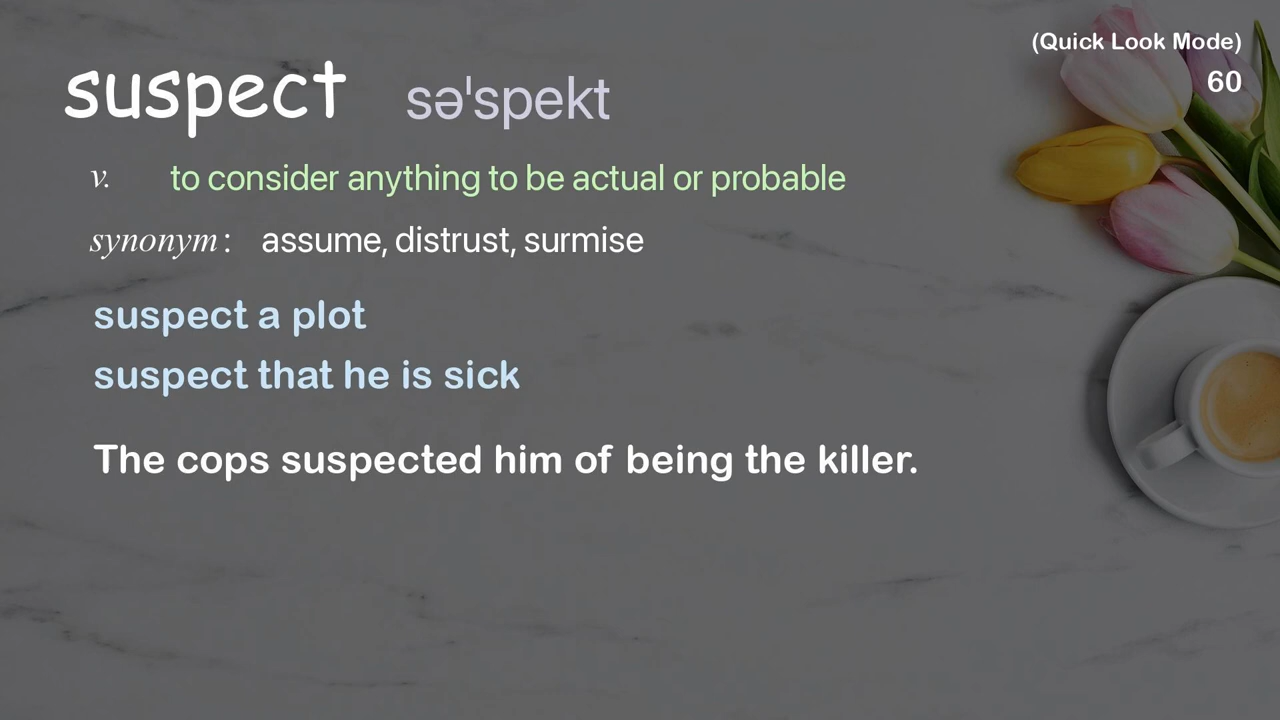 (Quick Look Mode)
60
suspect səˈspekt
v. to consider anything to be actual or probable
synonym: assume, distrust, surmise
suspect a plot
suspect that he is sick
The cops suspected him of being the killer.